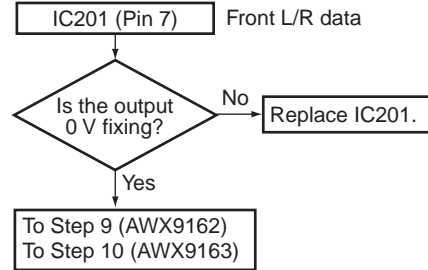 IC201 (Pin 7)
Front L/R data
Is the output
0 V fixing?
No
Replace IC201.
Yes
To Step 9 (AWX9162)
To Step 10 (AWX9163)